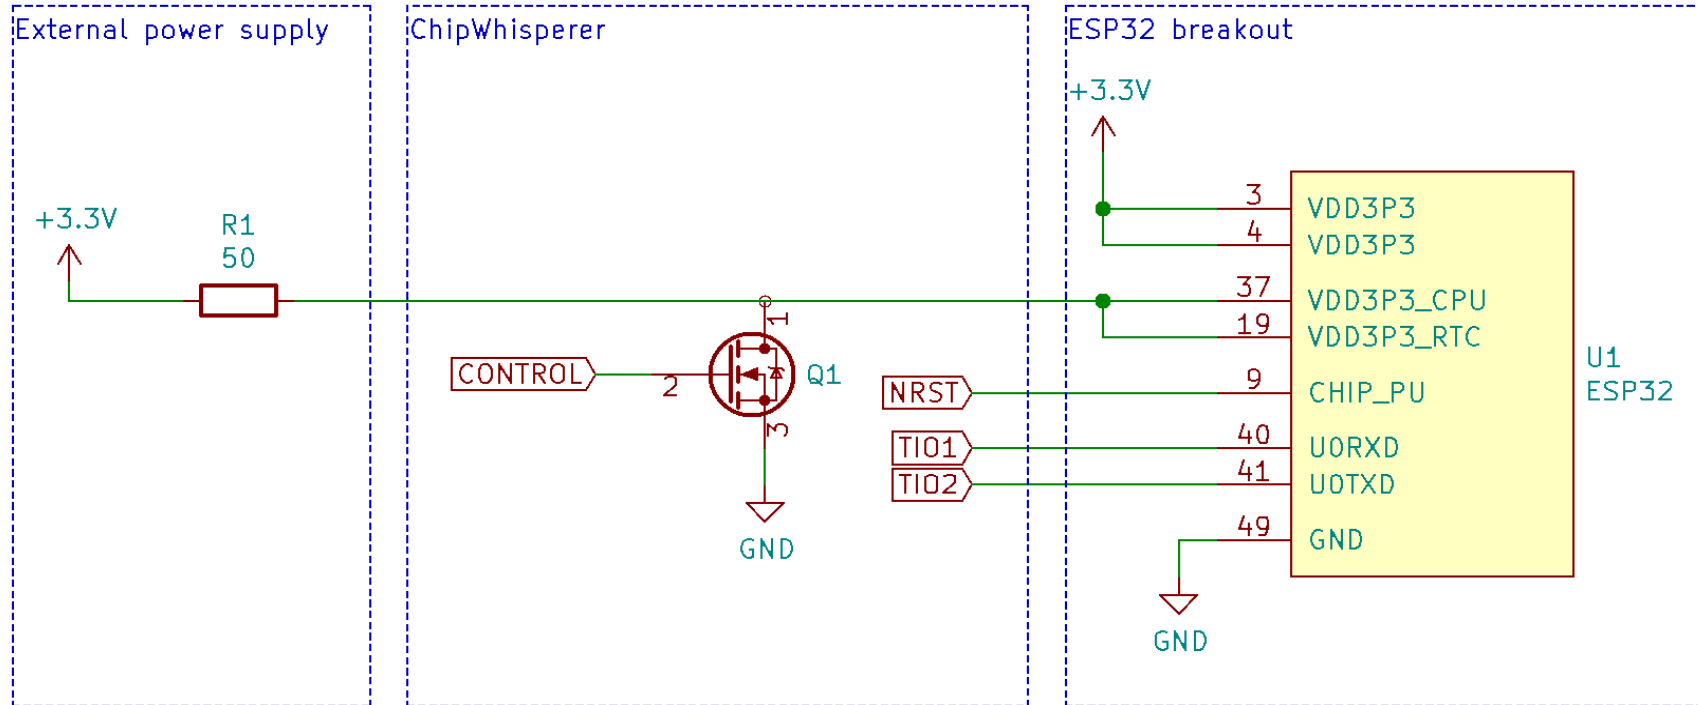 External power supply
ChipWhisperer
ESP32 breakout
+3.3V
3
VDD3P3
4
VDD3P3
+3.3V
R1
50
37
VDD3P3_CPU
19
VDD3P3_RTC
1
CONTROL
2
Q1
3
GND
NRST
9
CHIP_PU
TIO1
40
U0RXD
TIO2
41
U0TXD
49
GND
GND
U1
ESP32